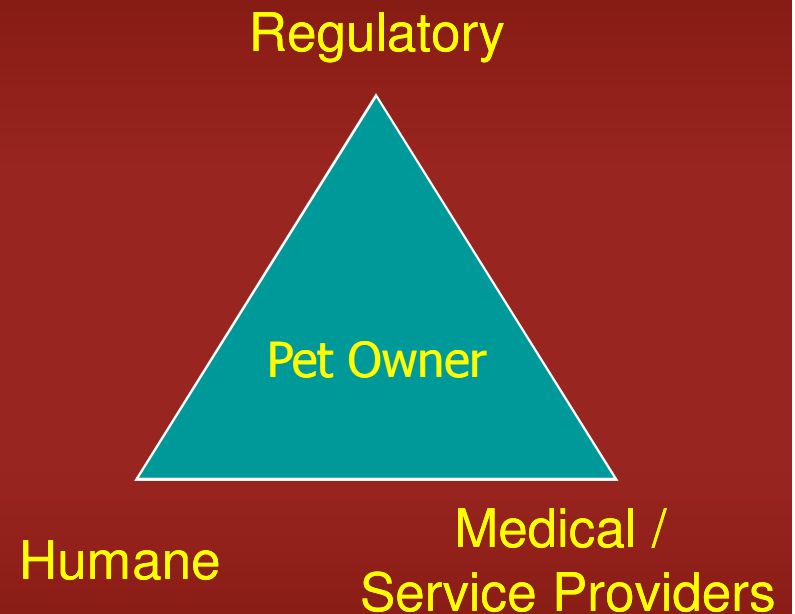 Regulatory
Pet Owner
Humane
Medical /
Service Providers